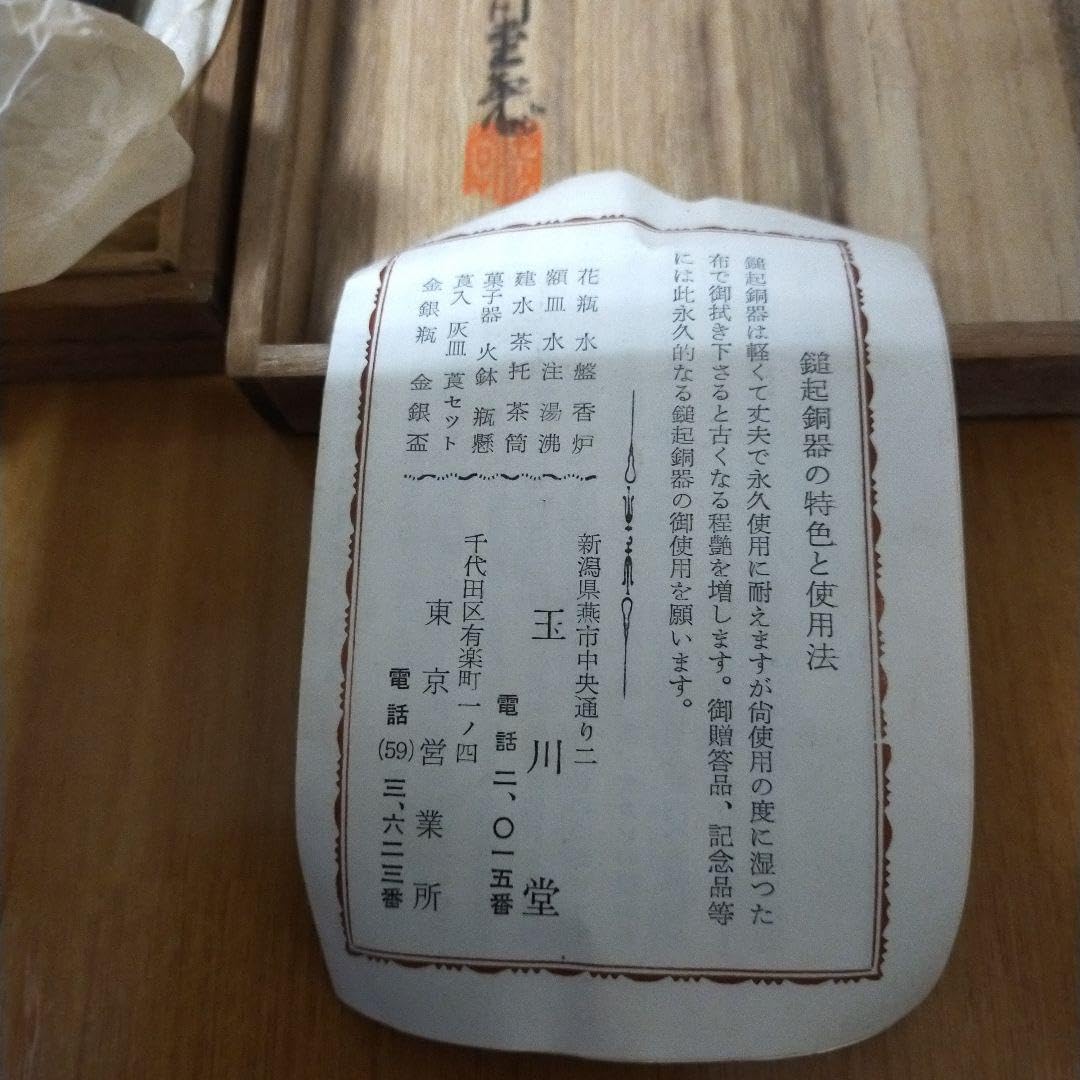 堂製
鎚起銅器の特色と使用法
鎚起銅器は軽くて丈夫で永久使用に耐えますが尙使用の度に湿つた
布で御拭き下さると古くなる程艶を増します。御贈答品、記念品等
には此永久的なる鎚起銅器の御使用を願います。
花瓶 水盤 香炉
額皿 水注 湯沸
建水 茶托 茶筒
菓子器 火鉢 瓶懸
莨入 灰皿 莨セット
金銀瓶 金銀盃
新潟県燕市中央通り二
玉川堂
電話 二、〇一五番
千代田区有楽町一ノ四
東京営業所
電話 (59) 三、六二三番